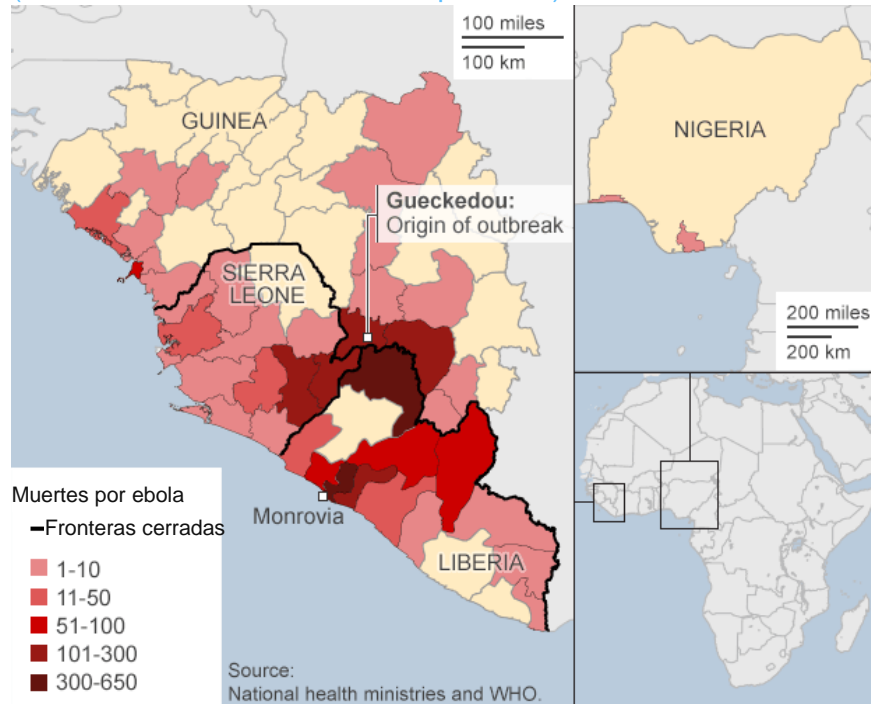 100 miles
100 km
GUINEA
NIGERIA
Gueckedou:
Origin of outbreak
SIERRA
LEONE
200 miles
200 km
Muertes por ebola
Fronteras cerradas
Monrovia
LIBERIA
1-10
11-50
51-100
101-300
300-650
Source:
National health ministries and WHO.